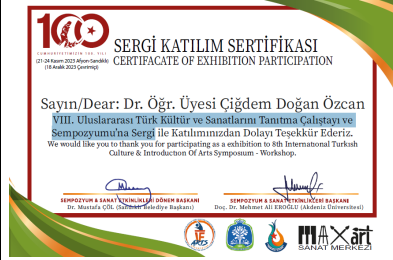 100
CUMHURİYETİMİZİN 100. YILI
(21-24 Kasım 2023 Afyon-Sandıklı)
(18 Aralık 2023 Çevrimiçi)
SERGİ KATILIM SERTİFİKASI
CERTIFACATE OF EXHIBITION PARTICIPATION
Sayın/Dear: Dr. Öğr. Üyesi Çiğdem Doğan Özcan
VIII. Uluslararası Türk Kültür ve Sanatlarını Tanıtma Çalıştayı ve
Sempozyumu'na Sergi ile Katılımınızdan Dolayı Teşekkür Ederiz.
We would like you to thank you for participating as a exhibition to 8th International Turkish
Culture & Introduction Of Arts Symposium - Workshop.
SEMPOZYUM & SANAT ETKİNLİKLERİ DÖNEM BAŞKANI
Dr. Mustafa ÇÖL (Sandıklı Belediye Başkanı)
SEMPOZYUM & SANAT ETKİNLİKLERİ BAŞKANI
Doç. Dr. Mehmet Ali EROĞLU (Akdeniz Üniversitesi)
MAXart
SANAT MERKEZİ